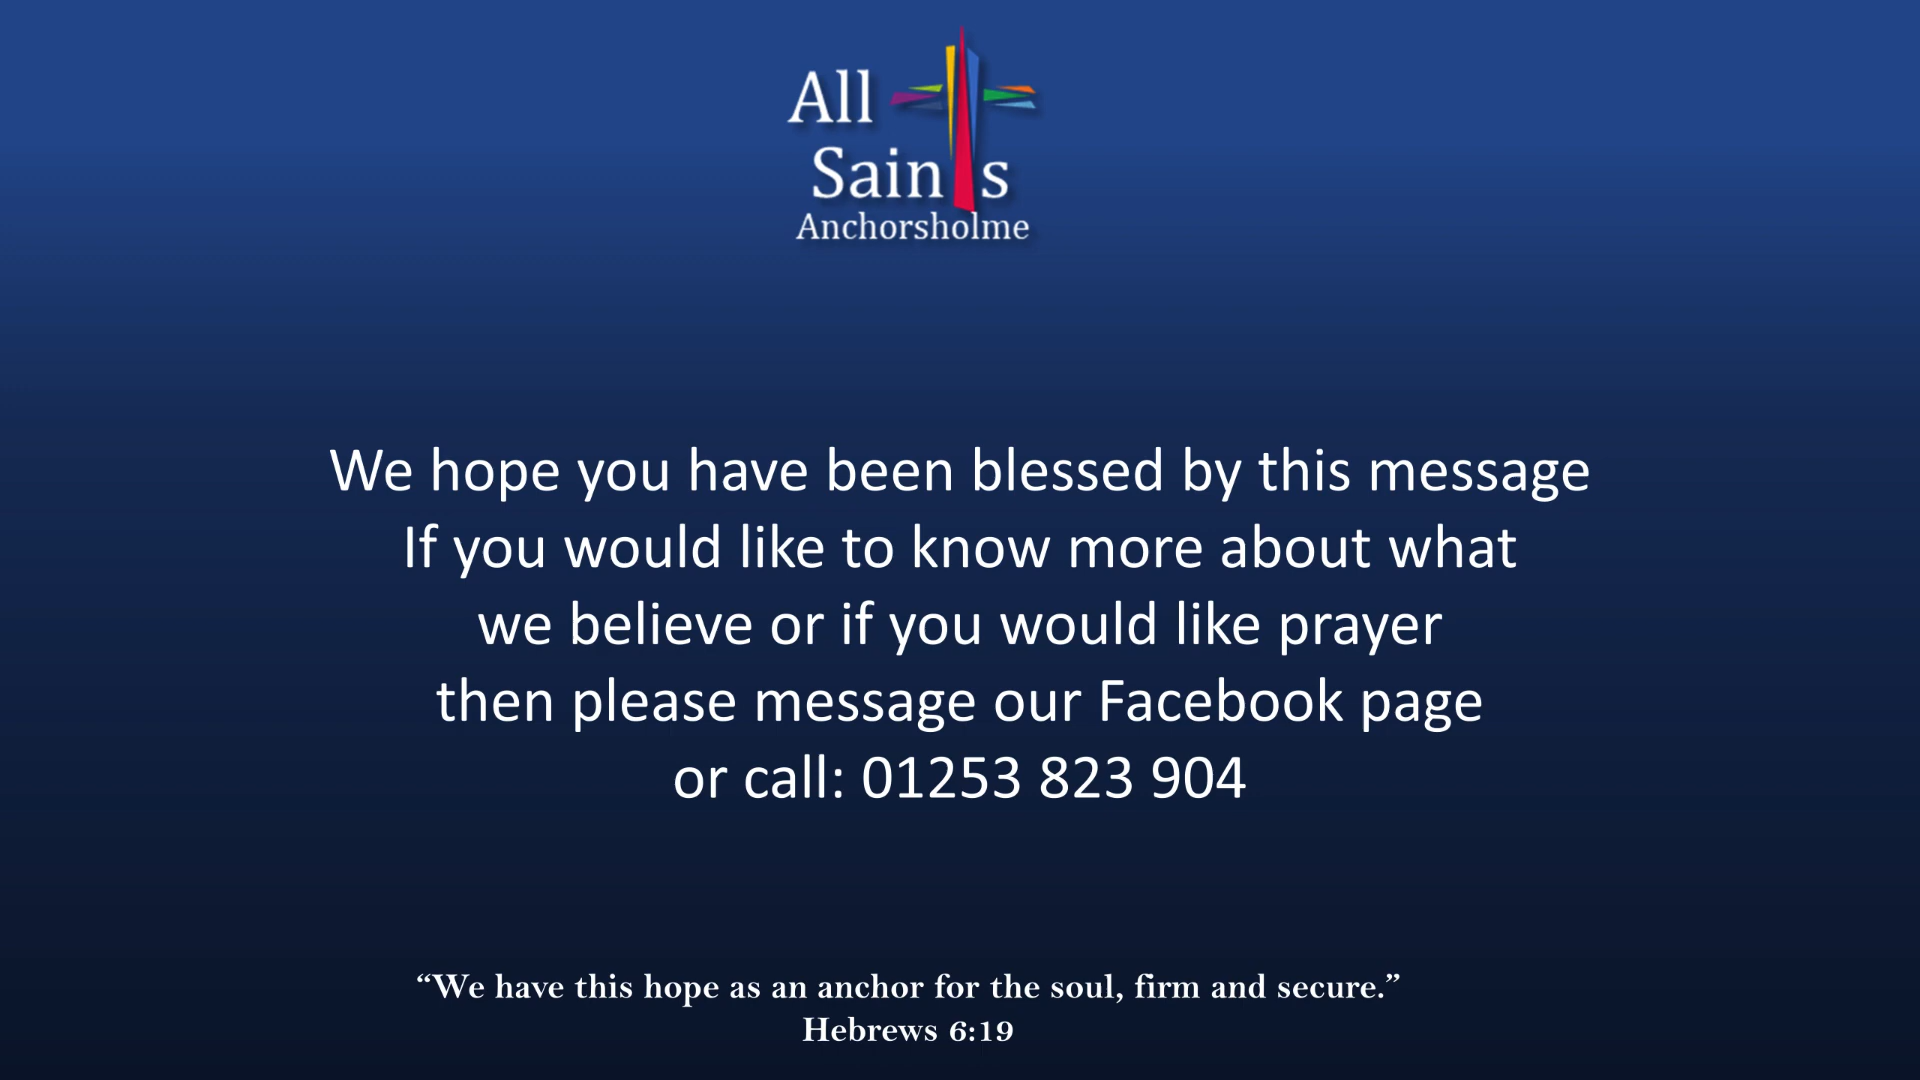 All
Saints
Anchorsholme
We hope you have been blessed by this message
If you would like to know more about what
we believe or if you would like prayer
then please message our Facebook page
or call: 01253 823 904
“We have this hope as an anchor for the soul, firm and secure.”
Hebrews 6:19